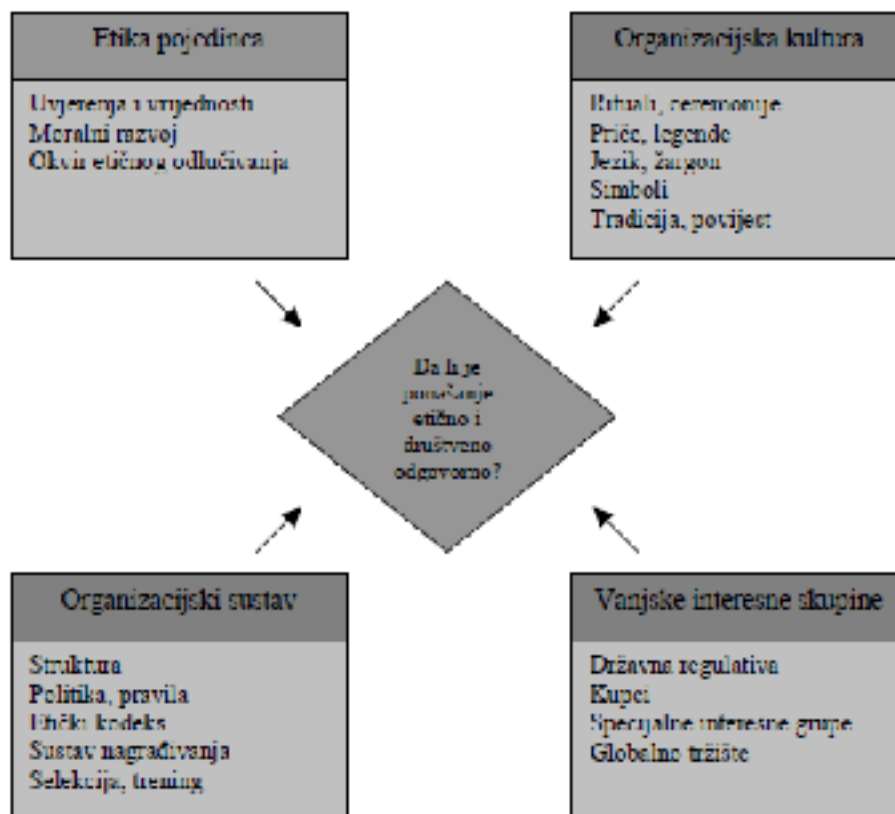 Etika pojedinca
Uvjerenja i vrijednosti
Moralni razvoj
Okvir etičnog odlučivanja
Organizacijska kultura
Rituali, ceremonije
Priče, legende
Jezik, žargon
Simboli
Tradicija, povijest
Da li je
ponašanje
etično i
društveno
odgovorno?
Organizacijski sustav
Struktura
Politika, pravila
Etički kodeks
Sustav nagrađivanja
Selekcija, trening
Vanjske interesne skupine
Državna regulativa
Kupci
Specijalne interesne grupe
Globalno tržište